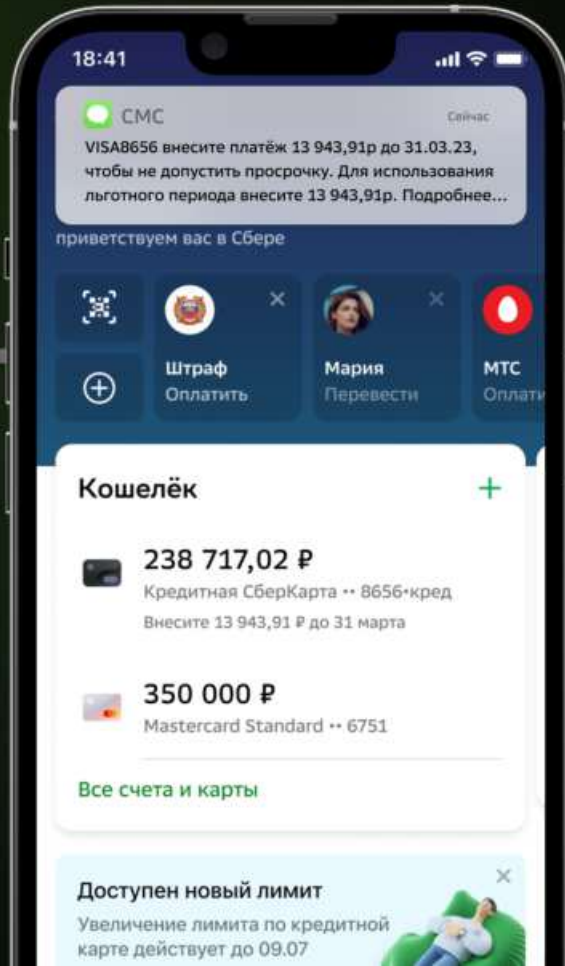 18:41
СМС
Сейчас
VISA8656 внесите платёж 13 943,91р до 31.03.23,
чтобы не допустить просрочку. Для использования
льготного периода внесите 13 943,91р. Подробнее...
приветствуем вас в Сбере
Штраф
Оплатить
Мария
Перевести
МТС
Оплати
Кошелёк
238 717,02 ₽
Кредитная СберКарта •• 8656•кред
Внесите 13 943,91 ₽ до 31 марта
350 000 ₽
Mastercard Standard •• 6751
Все счета и карты
Доступен новый лимит
Увеличение лимита по кредитной
карте действует до 09.07